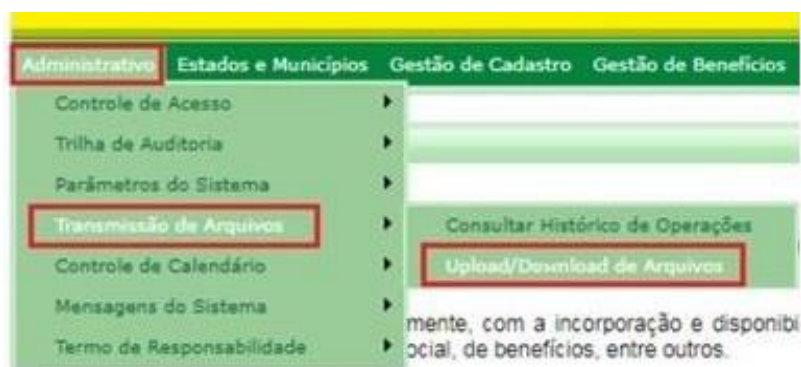 Administrativo Estados e Municípios Gestão de Cadastro Gestão de Benefícios
Controle de Acesso
Trilha de Auditoria
Parâmetros do Sistema
Transmissão de Arquivos
Consultar Histórico de Operações
Controle de Calendário
Upload/Download de Arquivos
Mensagens do Sistema
mente, com a incorporação e disponibi
Termo de Responsabilidade
ocial, de benefícios, entre outros.